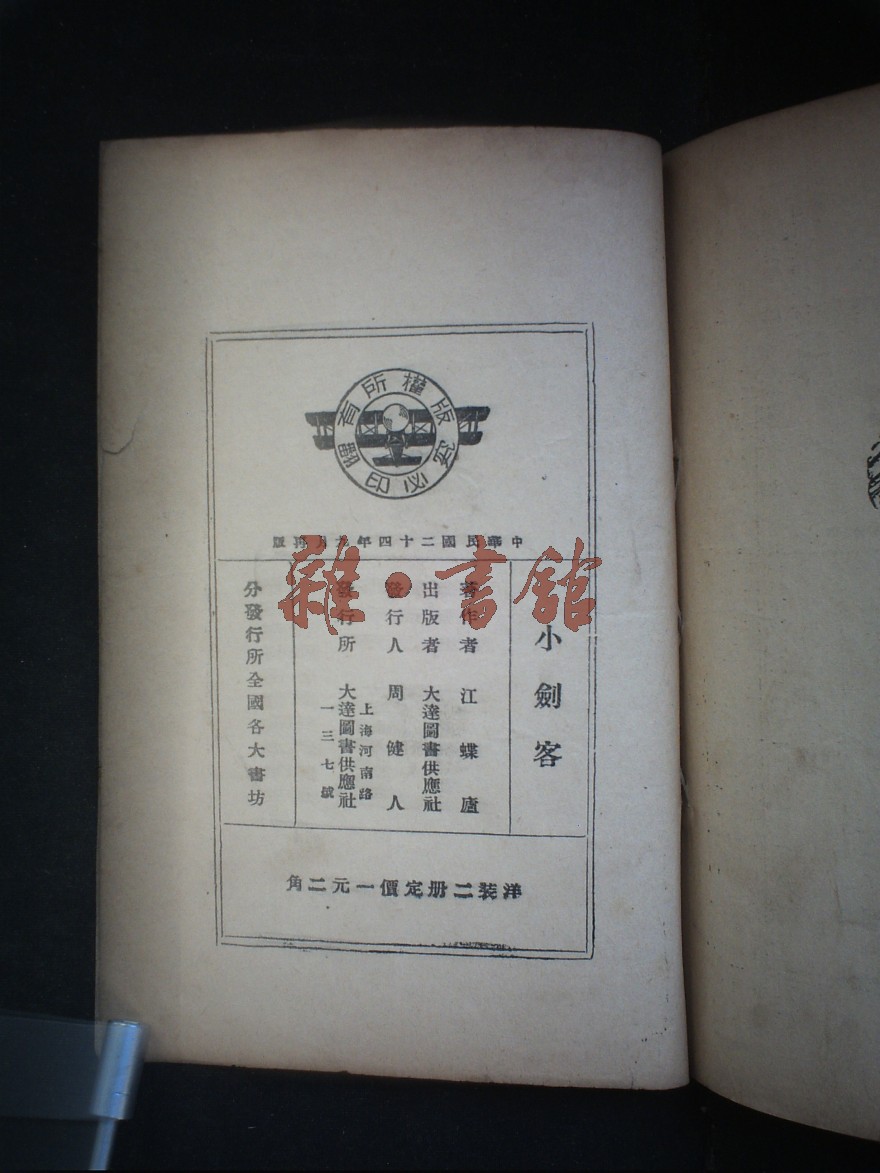 版權所有
翻印必究
中華民國二十四年 月再版
小劍客
著作者 江蝶廬
出版者 大達圖書供應社
發行人 周健人
上海河南路
發行所 大達圖書供應社
一三七號
分發行所全國各大書坊
洋裝二册定價一元二角
雜·書館